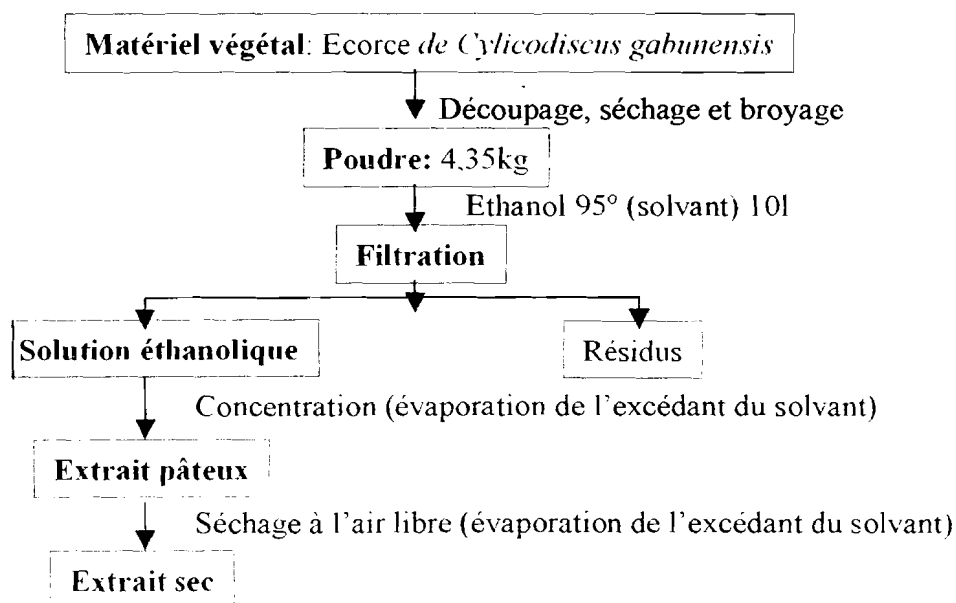 Matériel végétal: Ecorce de Cylicodiscus gabunensis
Découpage, séchage et broyage
Poudre: 4,35kg
Ethanol 95° (solvant) 10l
Filtration
Solution éthanolique
Résidus
Concentration (évaporation de l'excédant du solvant)
Extrait pâteux
Séchage à l'air libre (évaporation de l'excédant du solvant)
Extrait sec